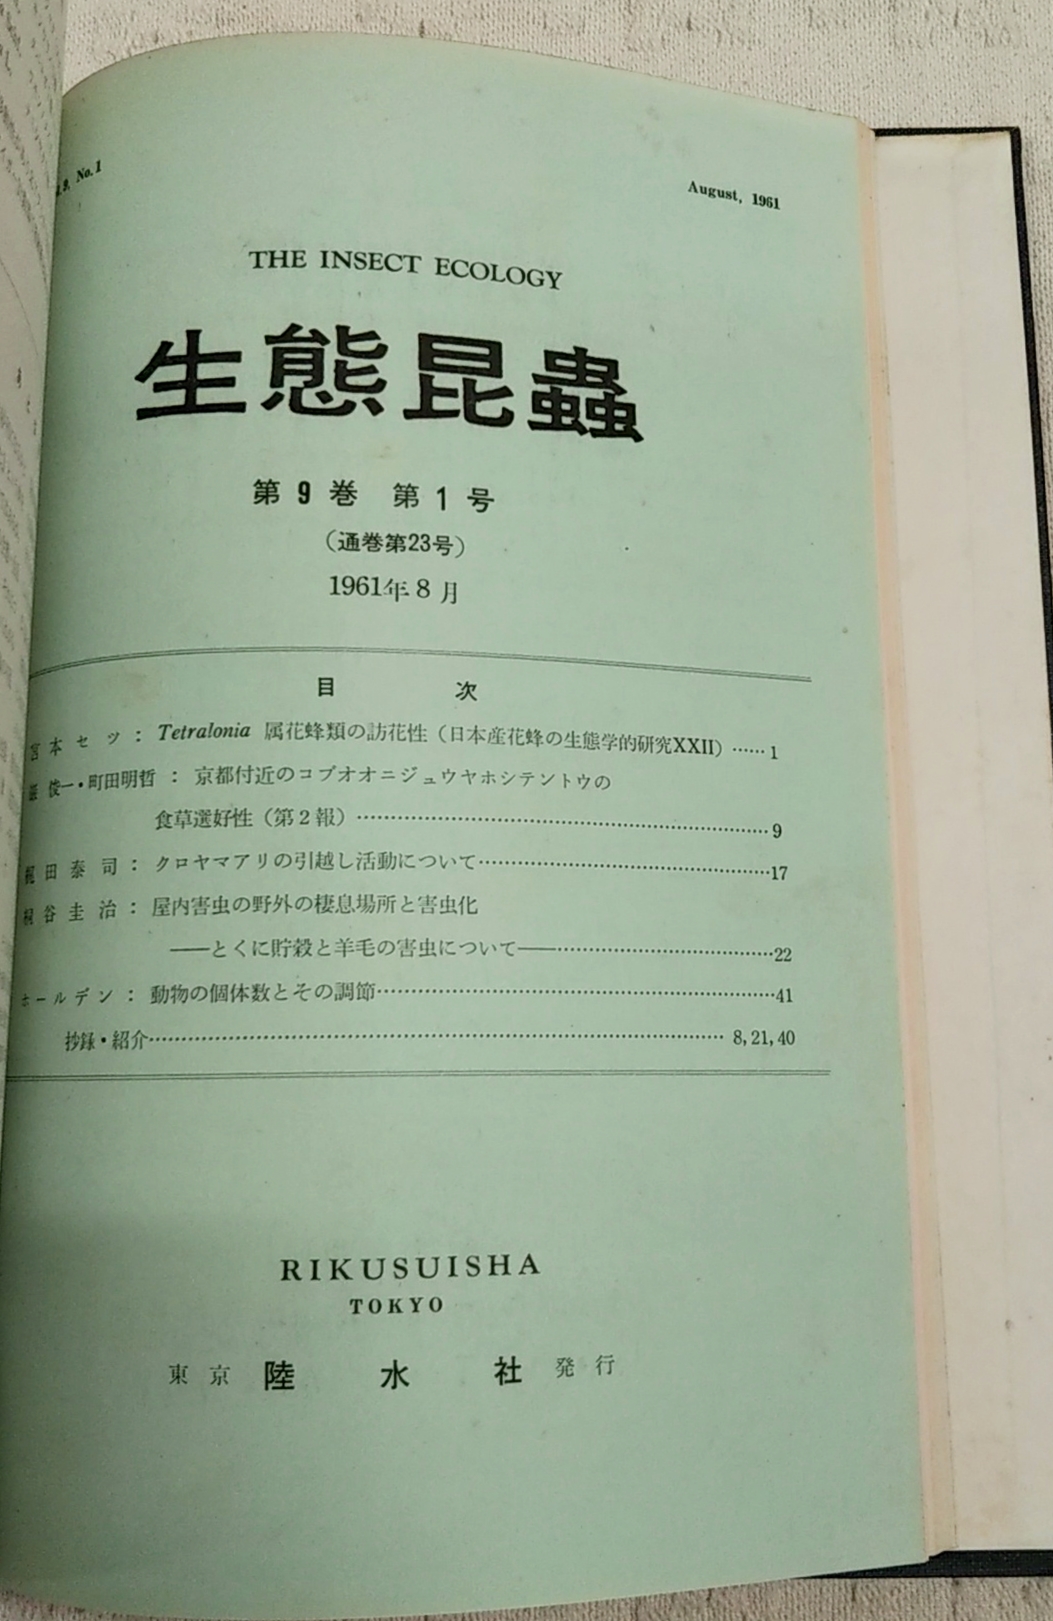 9. No.1
August, 1961
THE INSECT ECOLOGY
生態昆蟲
第9巻 第1号
(通巻第23号)
1961年8月
目 次
宮本セツ：Tetralonia 属花蜂類の訪花性（日本産花蜂の生態学的研究XXII）……1
俊一・町田明哲：京都付近のコブオオニジュウヤホシテントウの
食草選好性（第2報）……9
梶田泰司：クロヤマアリの引越し活動について……17
桐谷圭治：屋内害虫の野外の棲息場所と害虫化
――とくに貯穀と羊毛の害虫について――……22
ホールデン：動物の個体数とその調節……41
抄録・紹介……8, 21, 40
RIKUSUISHA
TOKYO
東京 陸水社 発行